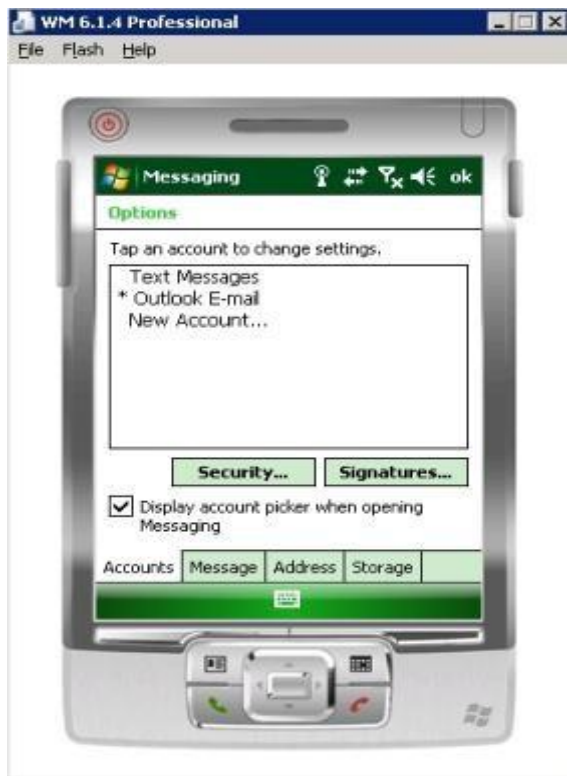 WM 6.1.4 Professional
File Flash Help
Messaging ok
Options
Tap an account to change settings.
Text Messages
* Outlook E-mail
New Account...
Security... Signatures...
Display account picker when opening
Messaging
Accounts Message Address Storage